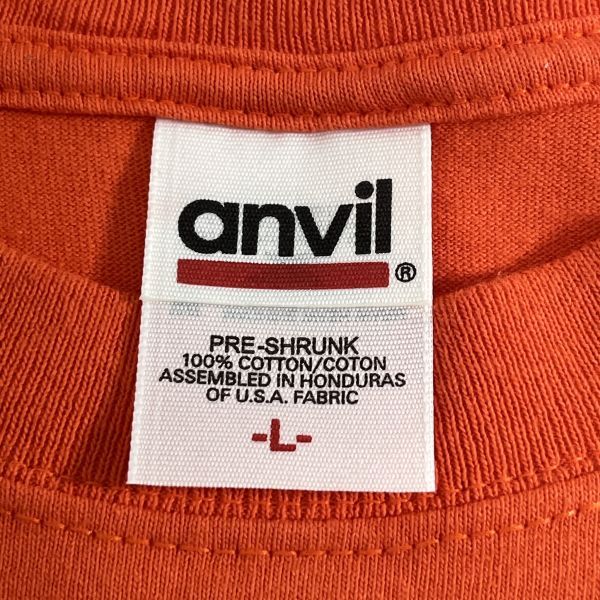 anvil
®
PRE-SHRUNK
100% COTTON/COTON
ASSEMBLED IN HONDURAS
OF U.S.A. FABRIC
-L-